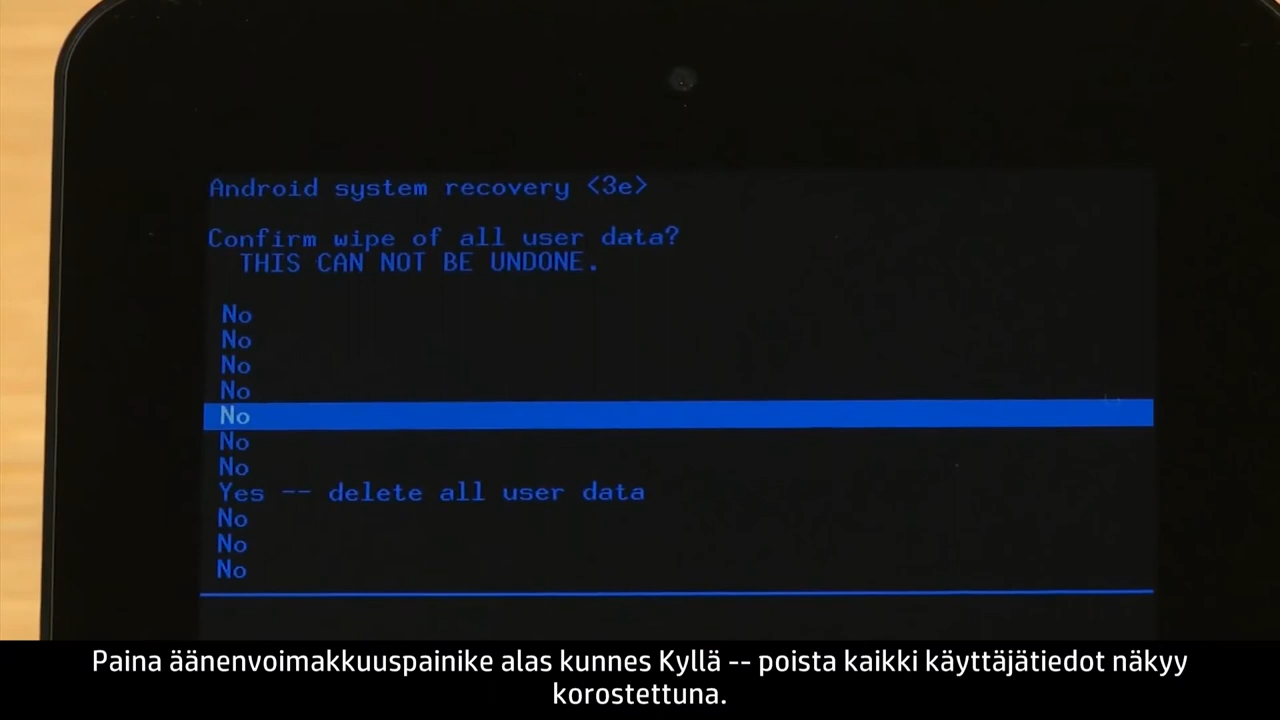 Android system recovery <3e>
Confirm wipe of all user data?
THIS CAN NOT BE UNDONE.
No
No
No
No
No
No
No
Yes -- delete all user data
No
No
No
Paina äänenvoimakkuuspainike alas kunnes Kyllä -- poista kaikki käyttäjätiedot näkyy
korostettuna.